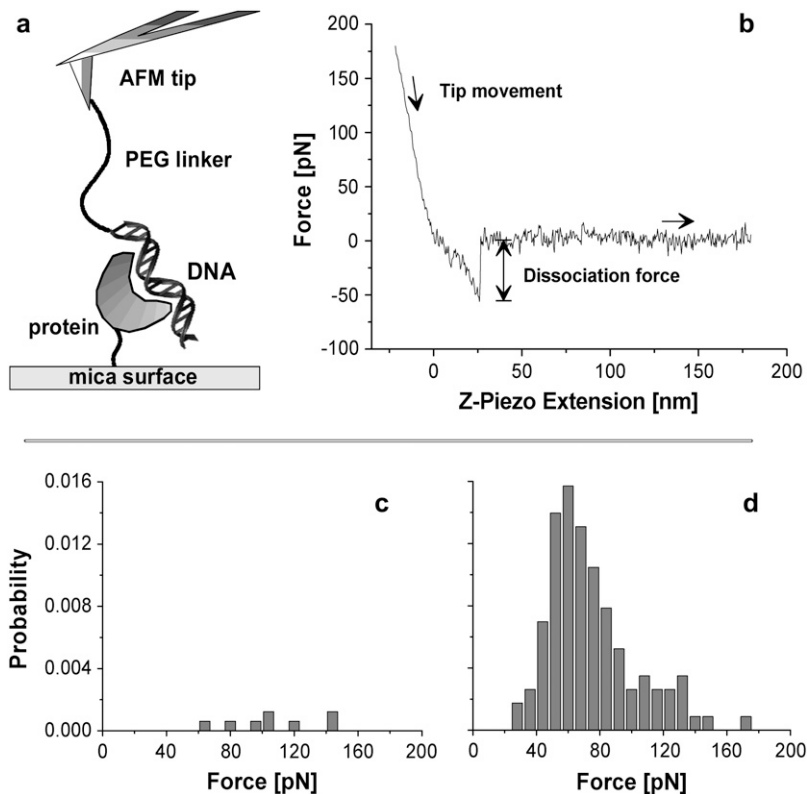 a
AFM tip
PEG linker
DNA
protein
mica surface
b
200
150
100
50
0
-50
-100
Force [pN]
Tip movement
Dissociation force
0
50
100
150
200
Z-Piezo Extension [nm]
c
0.016
0.012
0.008
0.004
0.000
Probability
0
40
80
120
160
200
Force [pN]
d
0
40
80
120
160
200
Force [pN]